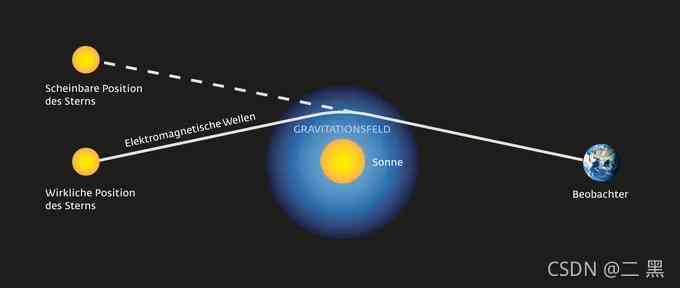 Scheinbare Position
des Sterns
Elektromagnetische Wellen
GRAVITATIONSFELD
Sonne
Wirkliche Position
des Sterns
Beobachter
CSDN @二 黑